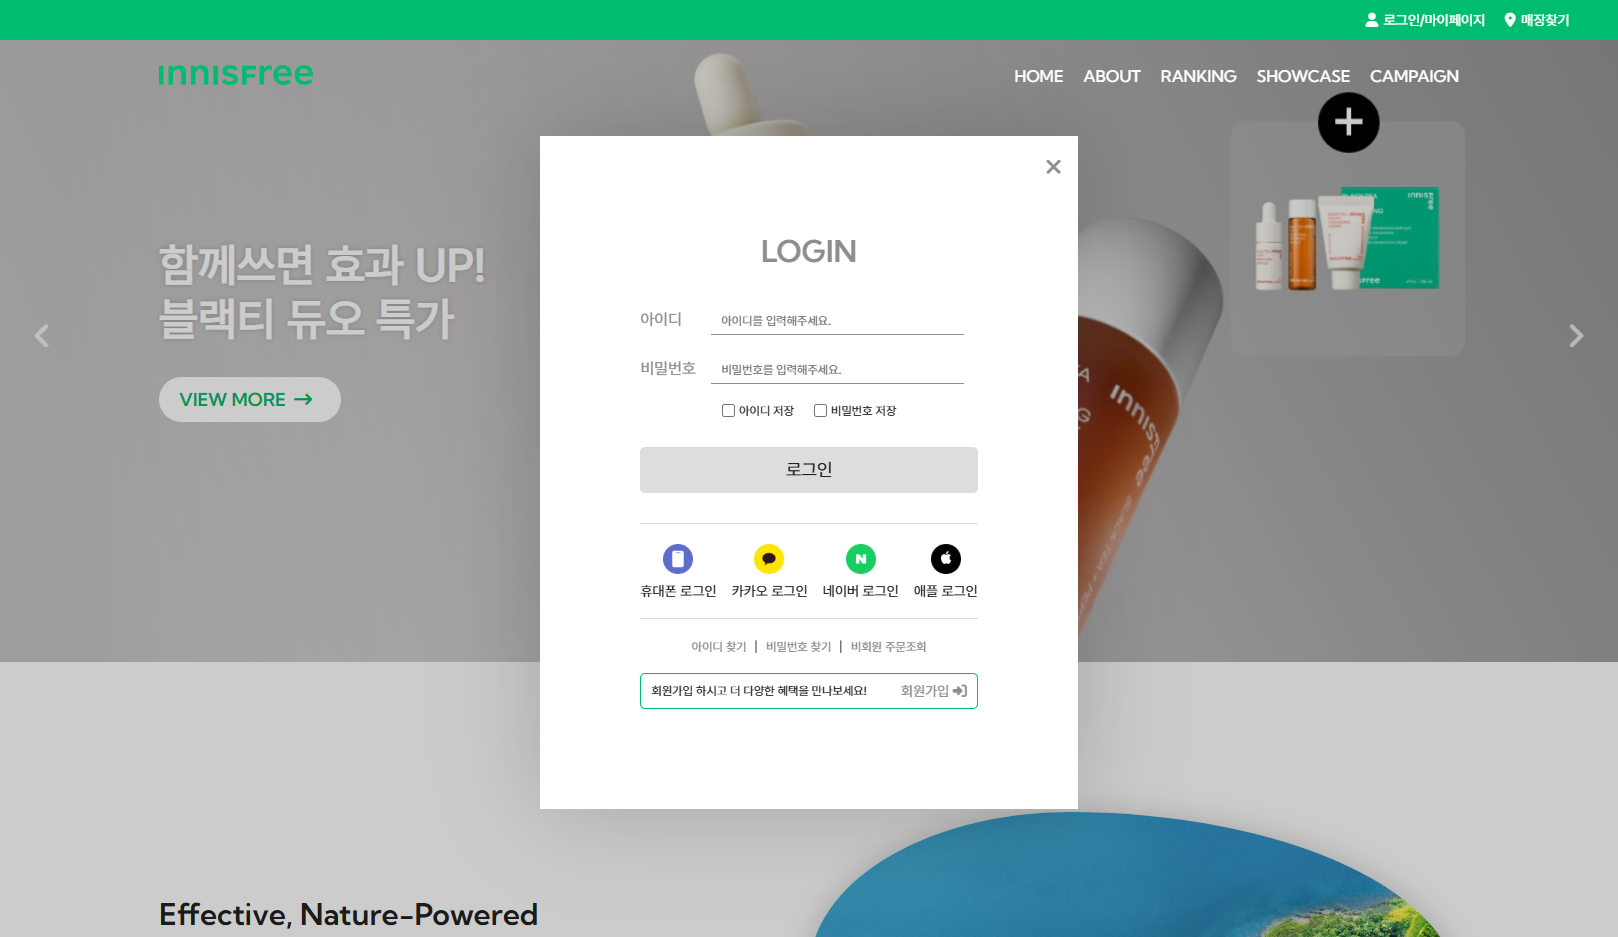 로그인/마이페이지 매장찾기
innisfree
HOME ABOUT RANKING SHOWCASE CAMPAIGN
함께쓰면 효과 UP!
블랙티 듀오 특가
VIEW MORE
LOGIN
아이디 아이디를 입력해주세요.
비밀번호 비밀번호를 입력해주세요.
아이디 저장 비밀번호 저장
로그인
휴대폰 로그인 카카오 로그인 네이버 로그인 애플 로그인
아이디 찾기 | 비밀번호 찾기 | 비회원 주문조회
회원가입 하시고 더 다양한 혜택을 만나보세요! 회원가입
innisfree
Effective, Nature-Powered